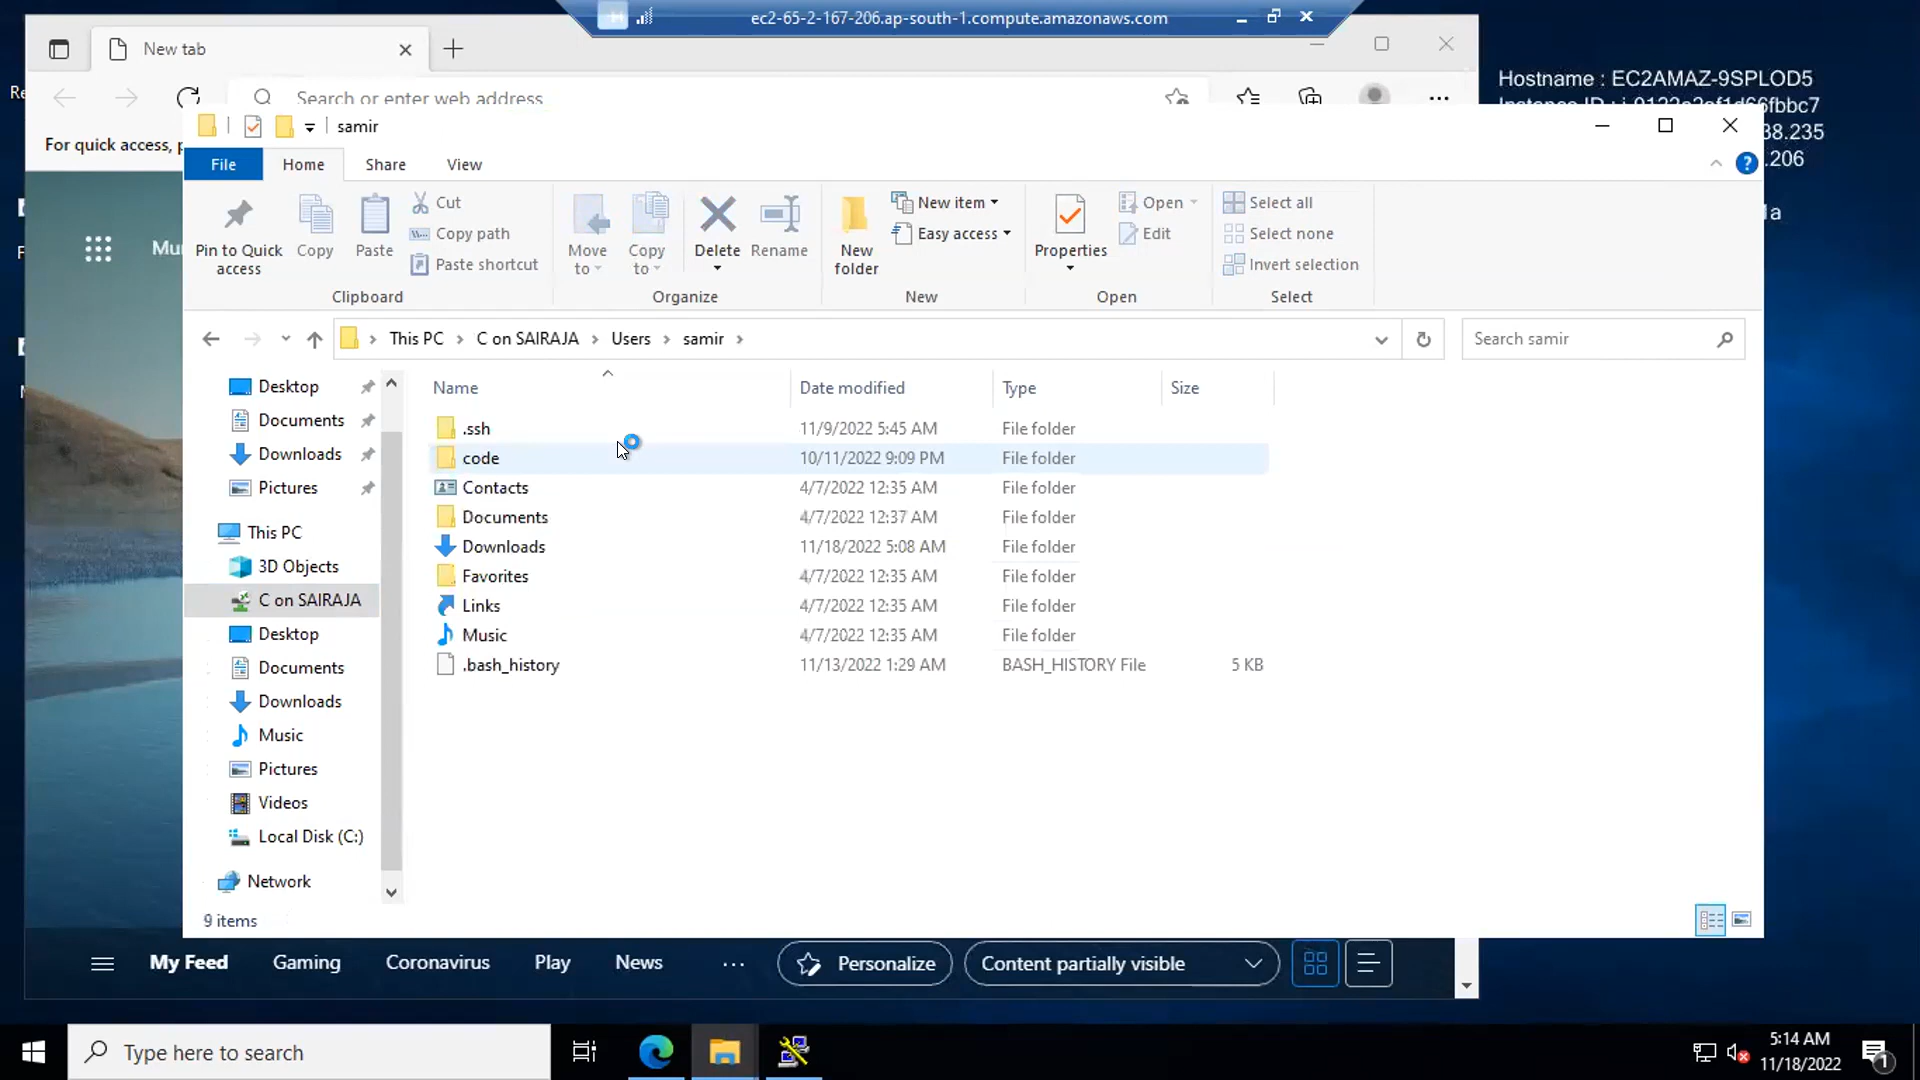 ec2-65-2-167-206.ap-south-1.compute.amazonaws.com
New tab
Search or enter web address
For quick access, p
Hostname : EC2AMAZ-9SPLOD5
38.235
.206
1a
Mu
samir
File
Home
Share
View
Pin to Quick access
Copy
Paste
Cut
Copy path
Paste shortcut
Clipboard
Move to
Copy to
Delete
Rename
Organize
New folder
New item
Easy access
New
Properties
Open
Edit
Open
Select all
Select none
Invert selection
Select
This PC > C on SAIRAJA > Users > samir >
Search samir
Desktop
Documents
Downloads
Pictures
This PC
3D Objects
C on SAIRAJA
Desktop
Documents
Downloads
Music
Pictures
Videos
Local Disk (C:)
Network
Name Date modified Type Size
.ssh 11/9/2022 5:45 AM File folder
code 10/11/2022 9:09 PM File folder
Contacts 4/7/2022 12:35 AM File folder
Documents 4/7/2022 12:37 AM File folder
Downloads 11/18/2022 5:08 AM File folder
Favorites 4/7/2022 12:35 AM File folder
Links 4/7/2022 12:35 AM File folder
Music 4/7/2022 12:35 AM File folder
.bash_history 11/13/2022 1:29 AM BASH_HISTORY File 5 KB
9 items
My Feed
Gaming
Coronavirus
Play
News
...
Personalize
Content partially visible
Type here to search
5:14 AM
11/18/2022
1